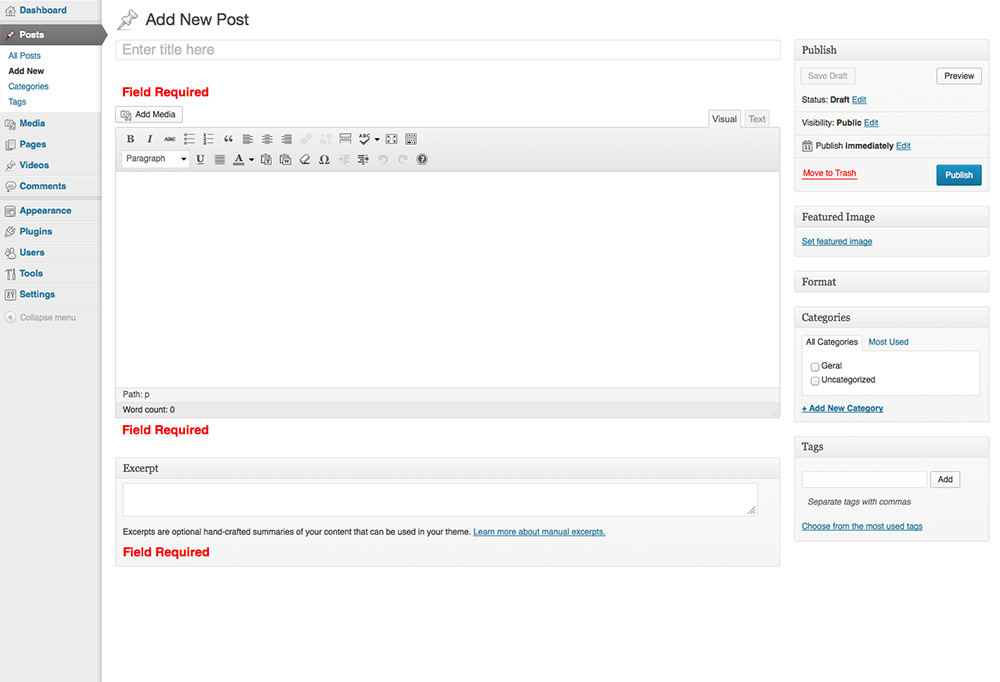 Dashboard
Posts
All Posts
Add New
Categories
Tags
Media
Pages
Videos
Comments
Appearance
Plugins
Users
Tools
Settings
Collapse menu
Add New Post
Enter title here
Field Required
Add Media
Visual Text
B I ABC ABC
Paragraph U A Ω
Path: p
Word count: 0
Field Required
Excerpt
Excerpts are optional hand-crafted summaries of your content that can be used in your theme. Learn more about manual excerpts.
Field Required
Publish
Save Draft Preview
Status: Draft Edit
Visibility: Public Edit
Publish immediately Edit
Move to Trash Publish
Featured Image
Set featured image
Format
Categories
All Categories Most Used
Geral
Uncategorized
+ Add New Category
Tags
Add
Separate tags with commas
Choose from the most used tags